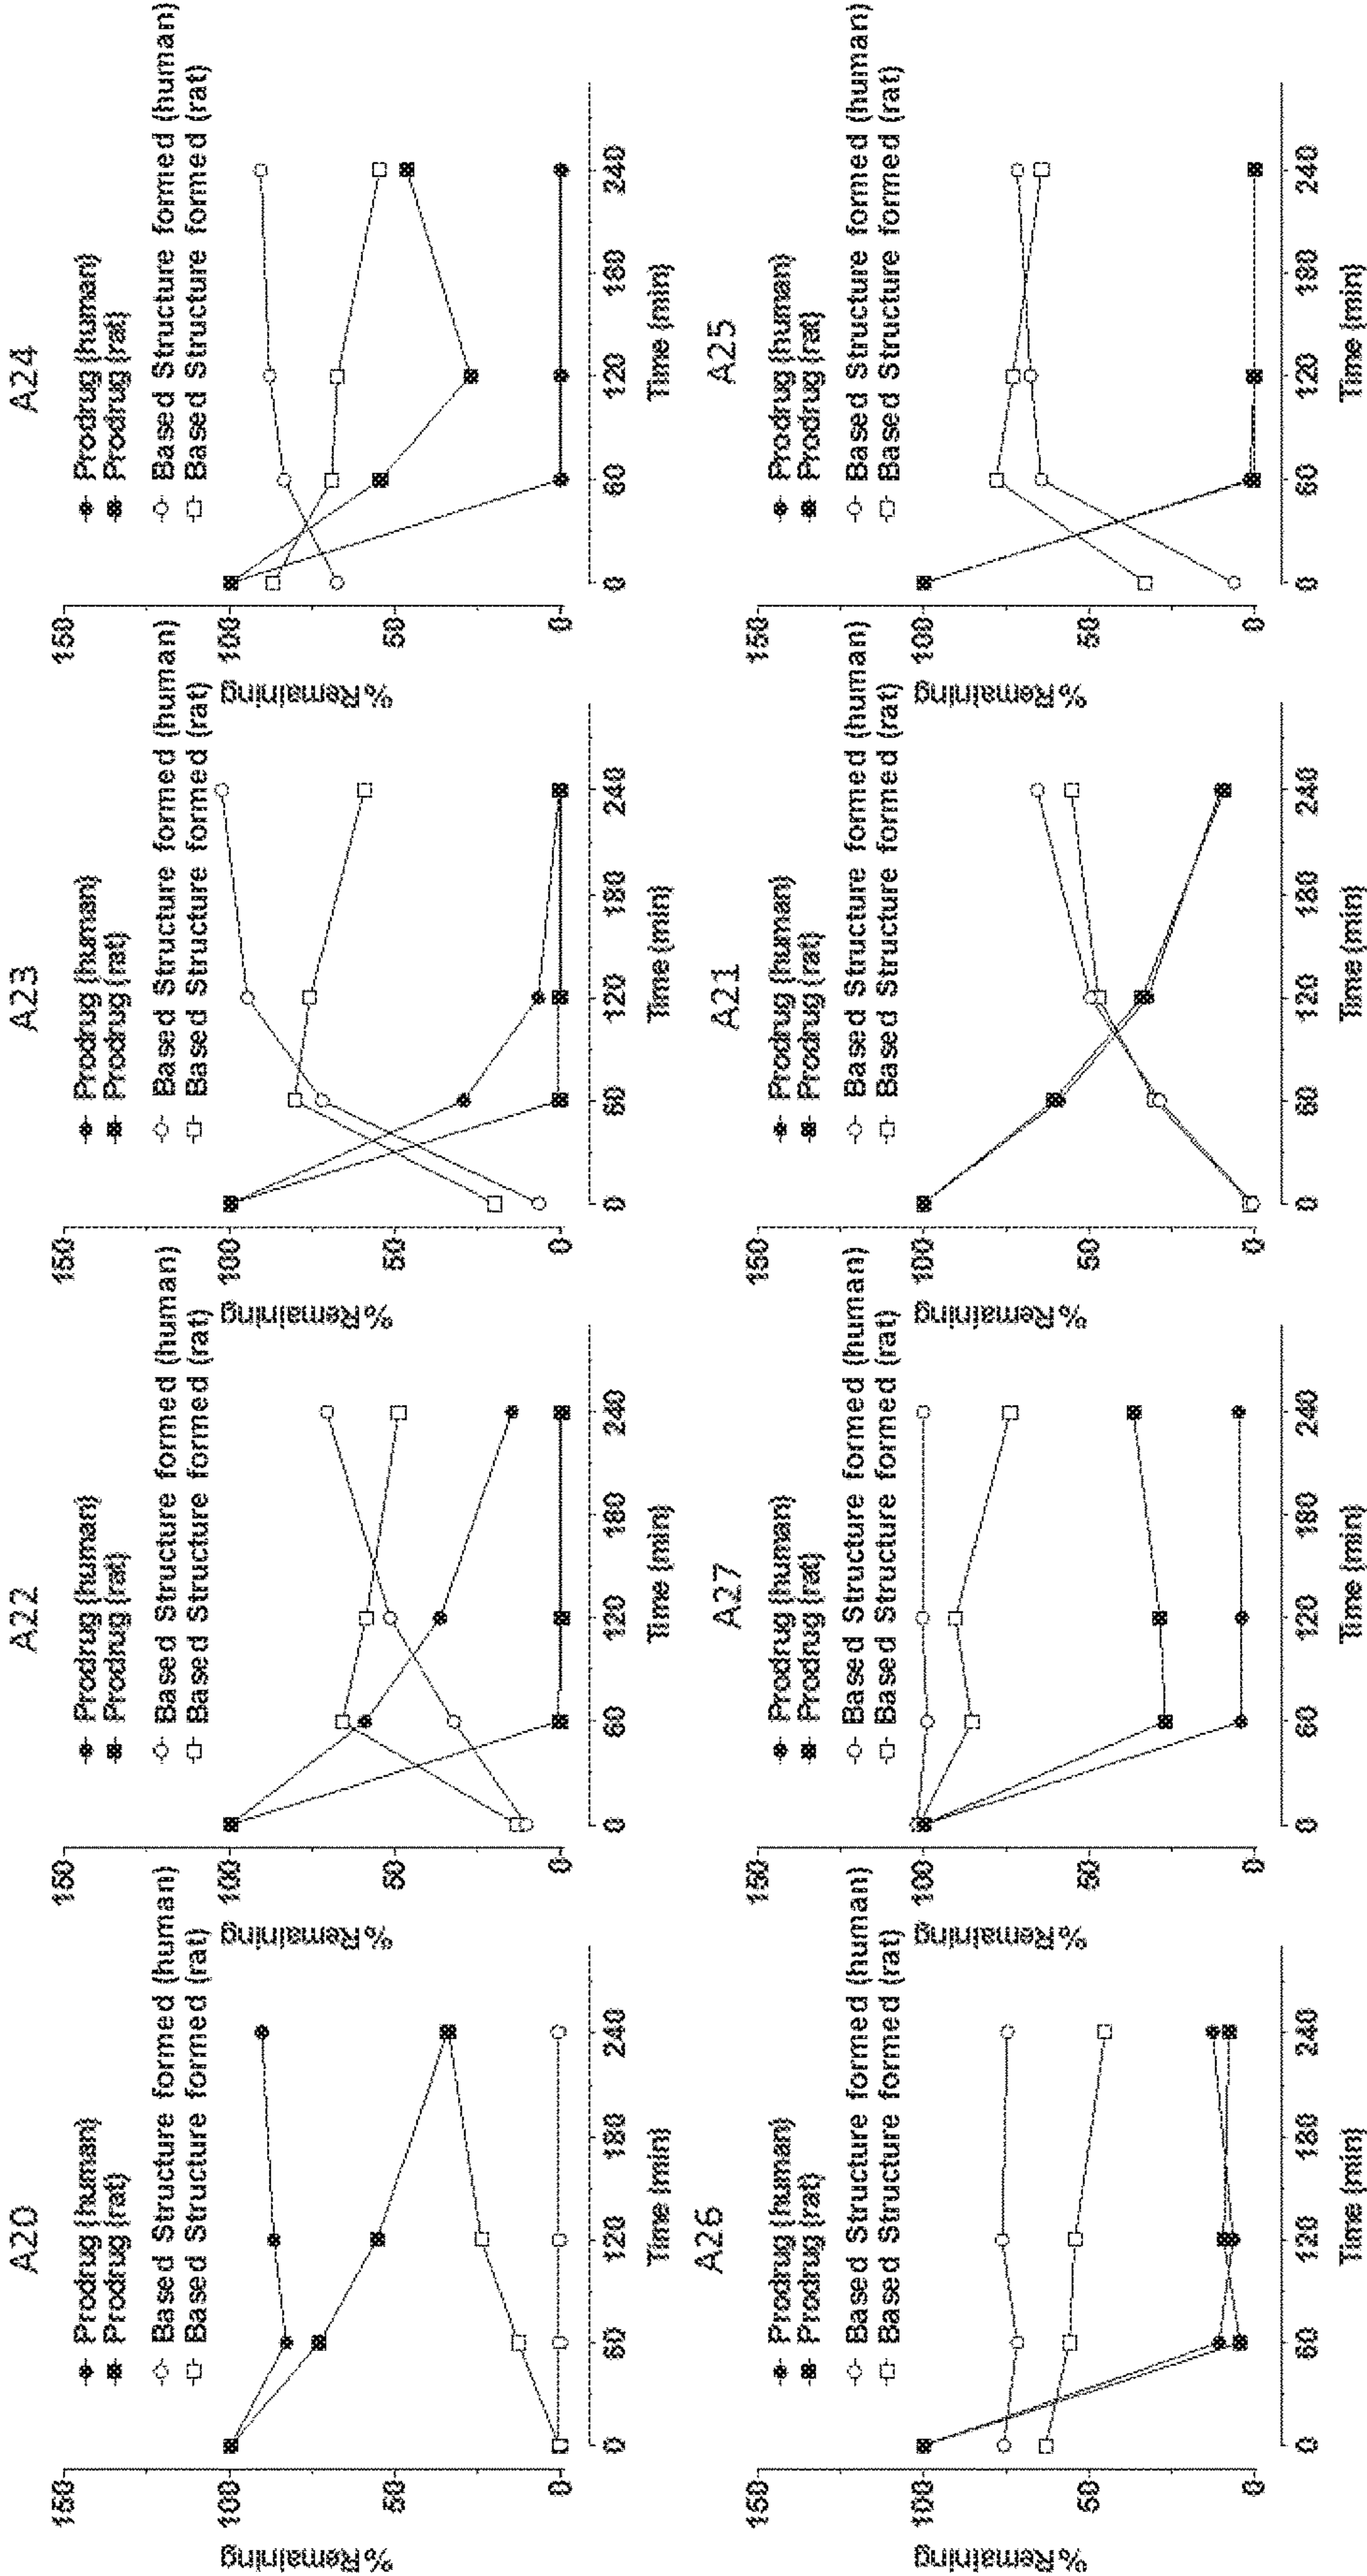 A20
Prodrug (human)
Prodrug (rat)
Based Structure formed (human)
Based Structure formed (rat)
150
100
50
0
% Remaining
0 60 120 180 240
Time (min)
A22
Prodrug (human)
Prodrug (rat)
Based Structure formed (human)
Based Structure formed (rat)
150
100
50
0
% Remaining
0 60 120 180 240
Time (min)
A23
Prodrug (human)
Prodrug (rat)
Based Structure formed (human)
Based Structure formed (rat)
150
100
50
0
% Remaining
0 60 120 180 240
Time (min)
A24
Prodrug (human)
Prodrug (rat)
Based Structure formed (human)
Based Structure formed (rat)
150
100
50
0
% Remaining
0 60 120 180 240
Time (min)
A26
Prodrug (human)
Prodrug (rat)
Based Structure formed (human)
Based Structure formed (rat)
150
100
50
0
% Remaining
0 60 120 180 240
Time (min)
A27
Prodrug (human)
Prodrug (rat)
Based Structure formed (human)
Based Structure formed (rat)
150
100
50
0
% Remaining
0 60 120 180 240
Time (min)
A21
Prodrug (human)
Prodrug (rat)
Based Structure formed (human)
Based Structure formed (rat)
150
100
50
0
% Remaining
0 60 120 180 240
Time (min)
A25
Prodrug (human)
Prodrug (rat)
Based Structure formed (human)
Based Structure formed (rat)
150
100
50
0
% Remaining
0 60 120 180 240
Time (min)